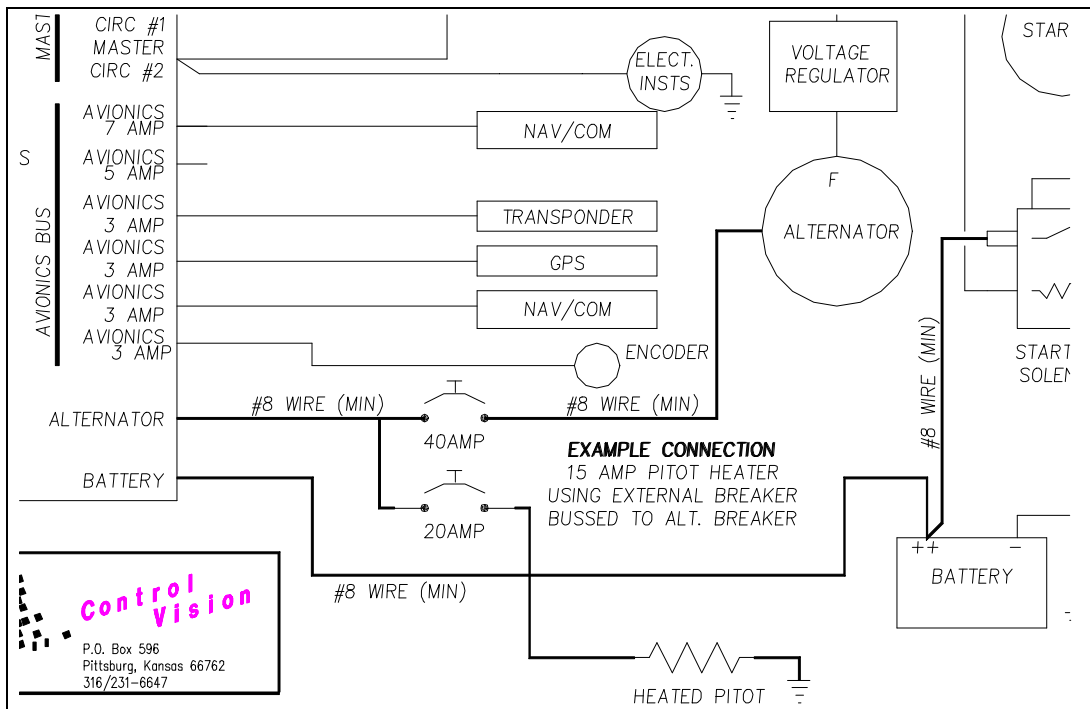 MAST
CIRC #1
MASTER
CIRC #2
ELECT.
INSTS
VOLTAGE
REGULATOR
STAR
S
AVIONICS BUS
AVIONICS
7 AMP
NAV/COM
AVIONICS
5 AMP
AVIONICS
3 AMP
TRANSPONDER
AVIONICS
3 AMP
GPS
AVIONICS
3 AMP
NAV/COM
AVIONICS
3 AMP
ENCODER
F
ALTERNATOR
START
SOLEN
#8 WIRE (MIN)
ALTERNATOR
#8 WIRE (MIN)
40AMP
#8 WIRE (MIN)
BATTERY
20AMP
EXAMPLE CONNECTION
15 AMP PITOT HEATER
USING EXTERNAL BREAKER
BUSSED TO ALT. BREAKER
#8 WIRE (MIN)
++ -
BATTERY
HEATED PITOT
Control
Vision
P.O. Box 596
Pittsburg, Kansas 66762
316/231-6647